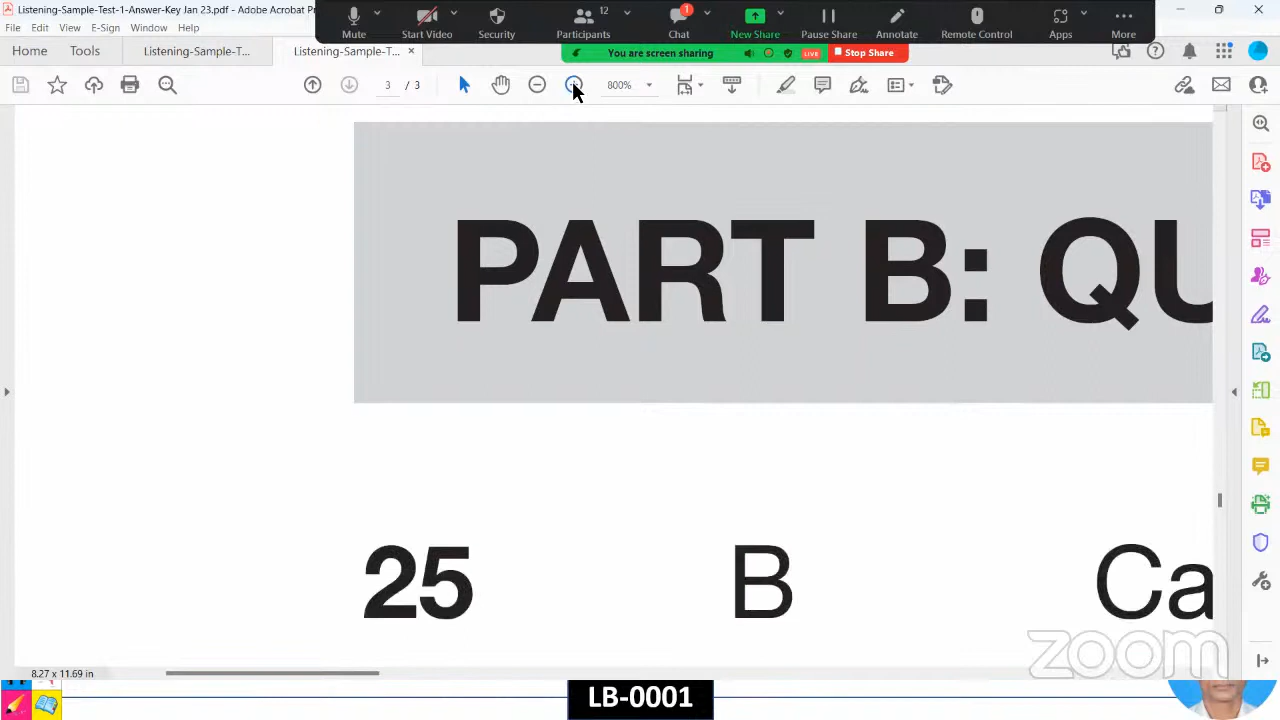 Listening-Sample-Test-1-Answer-Key Jan 23.pdf - Adobe Acrobat Pr
File Edit View E-Sign Window Help
Mute Start Video Security Participants 12 Chat 1 New Share Pause Share Annotate Remote Control Apps More
You are screen sharing LIVE Stop Share
Home Tools Listening-Sample-T... Listening-Sample-T... ×
3 / 3 800%
PART B: QU
25 B Ca
zoom
8.27 x 11.69 in
LB-0001